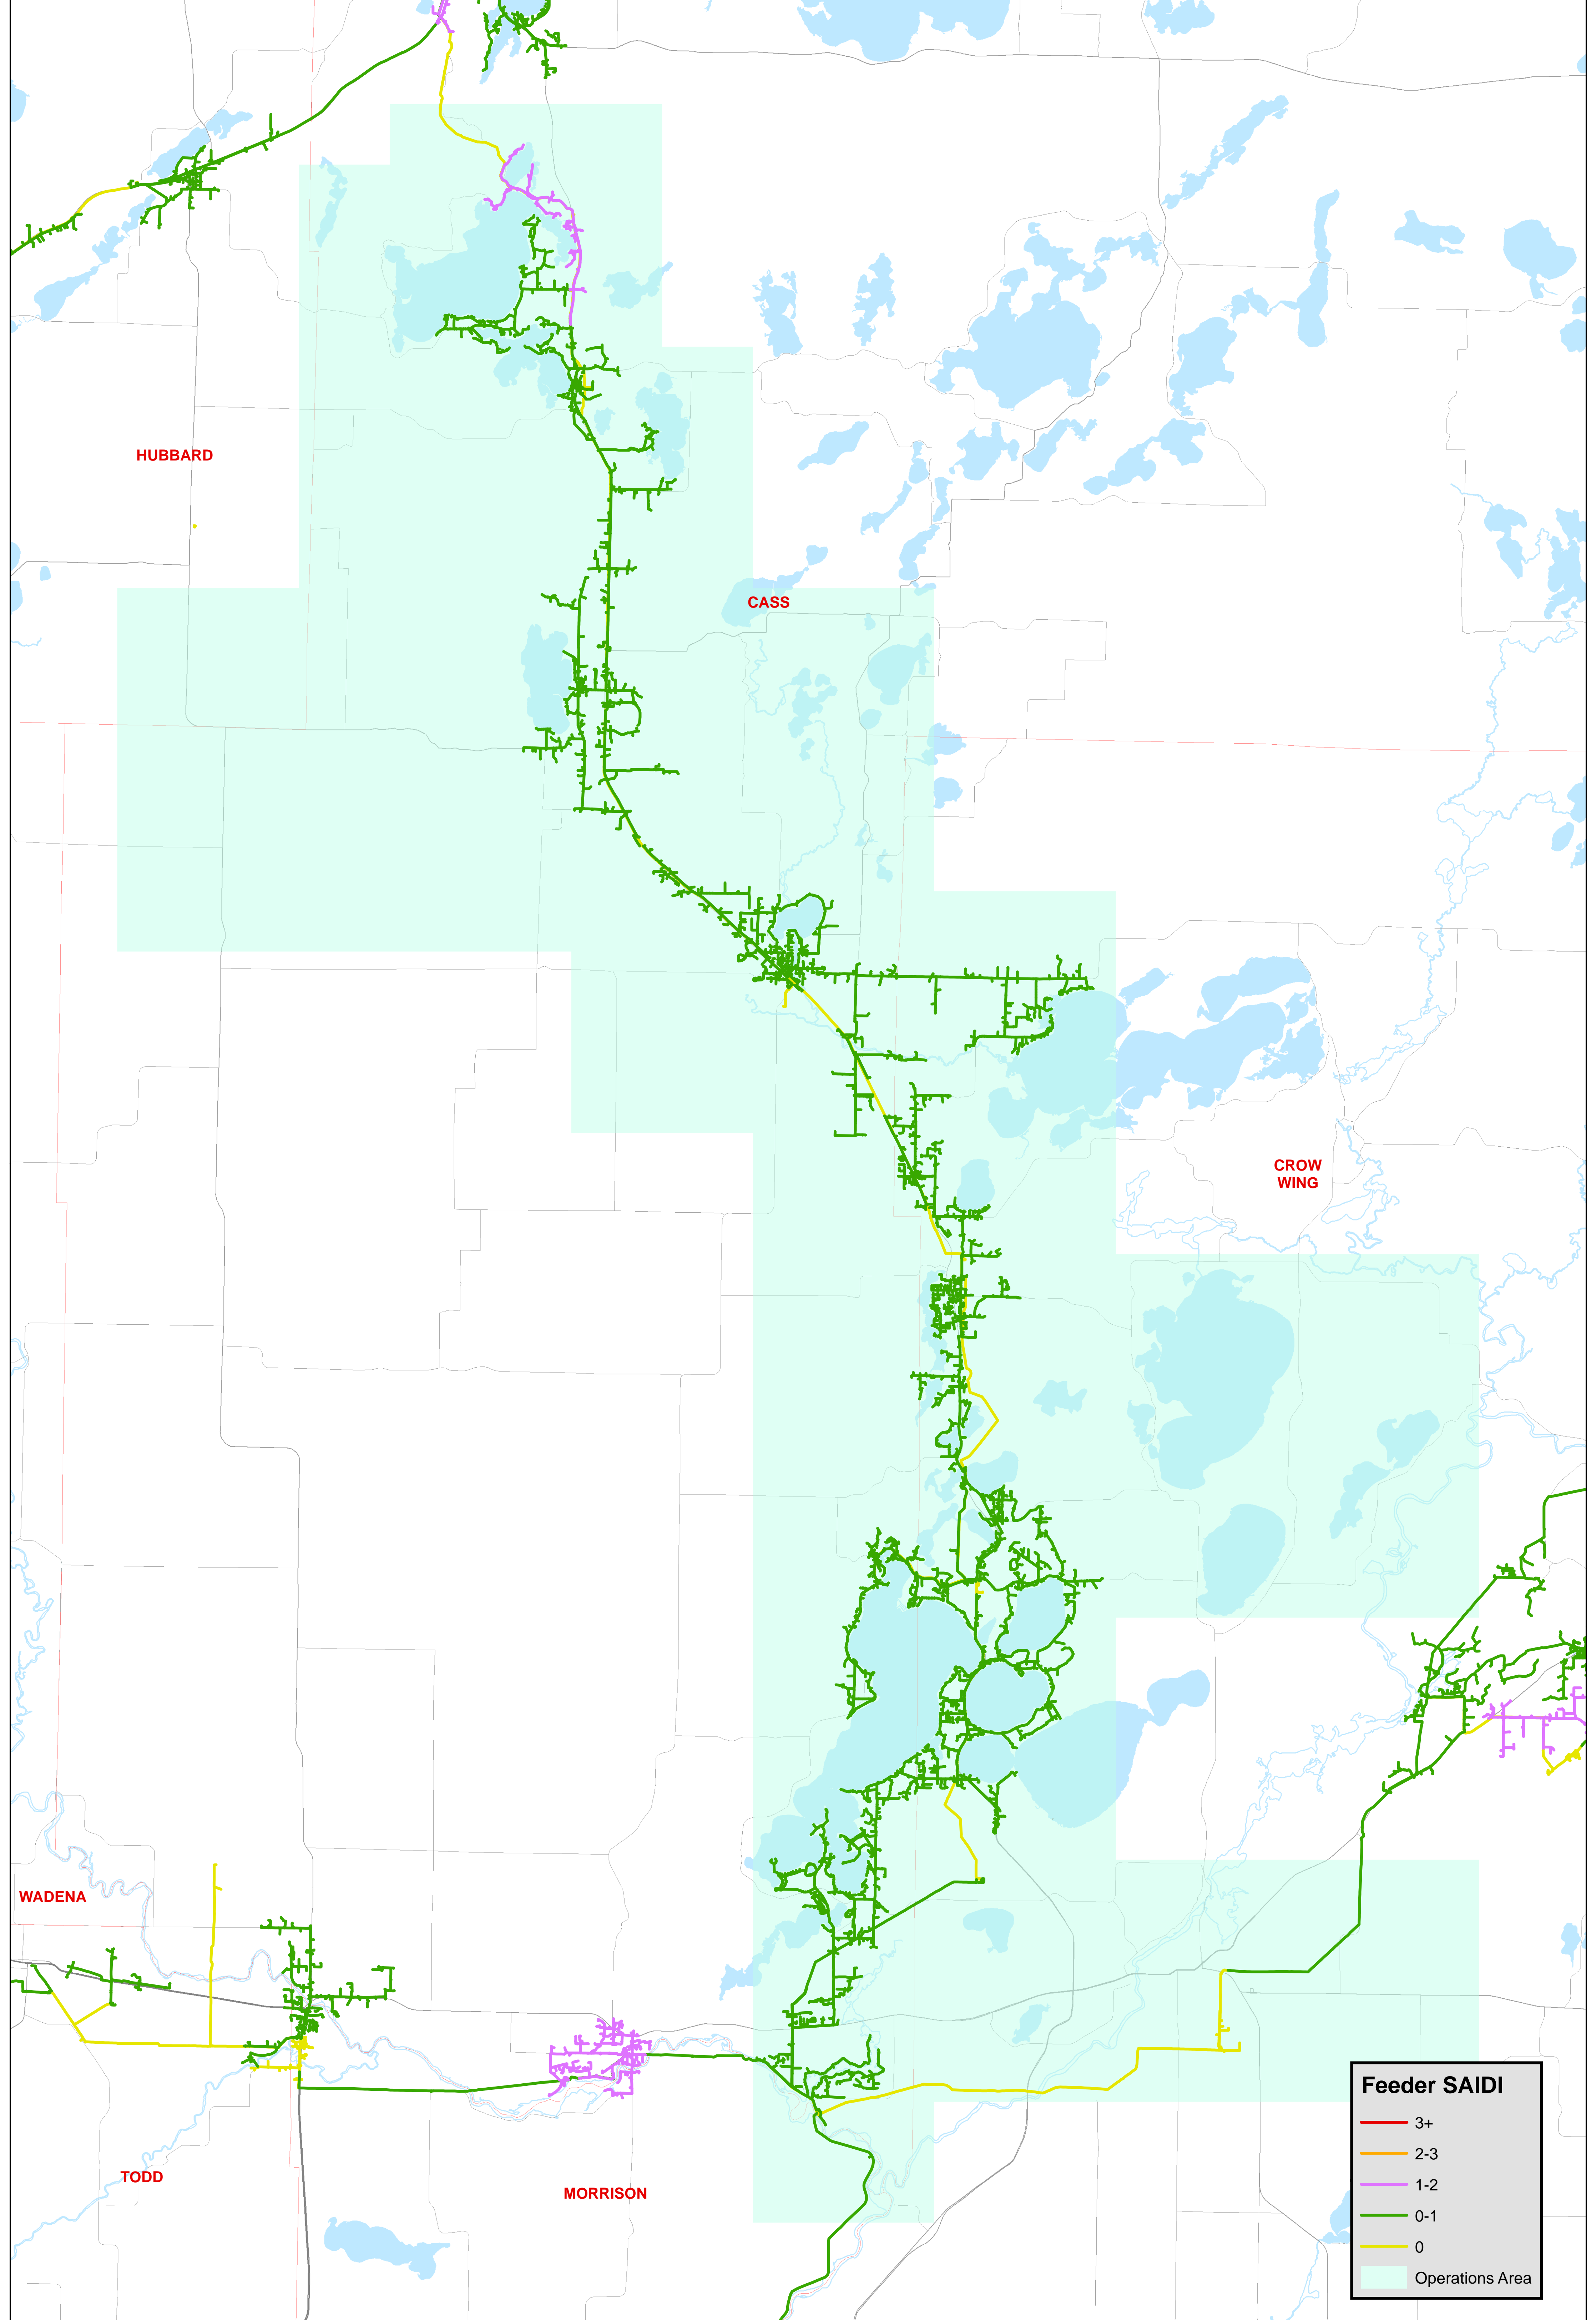 HUBBARD
CASS
CROW
WING
WADENA
TODD
MORRISON
Feeder SAIDI
3+
2-3
1-2
0-1
0
Operations Area